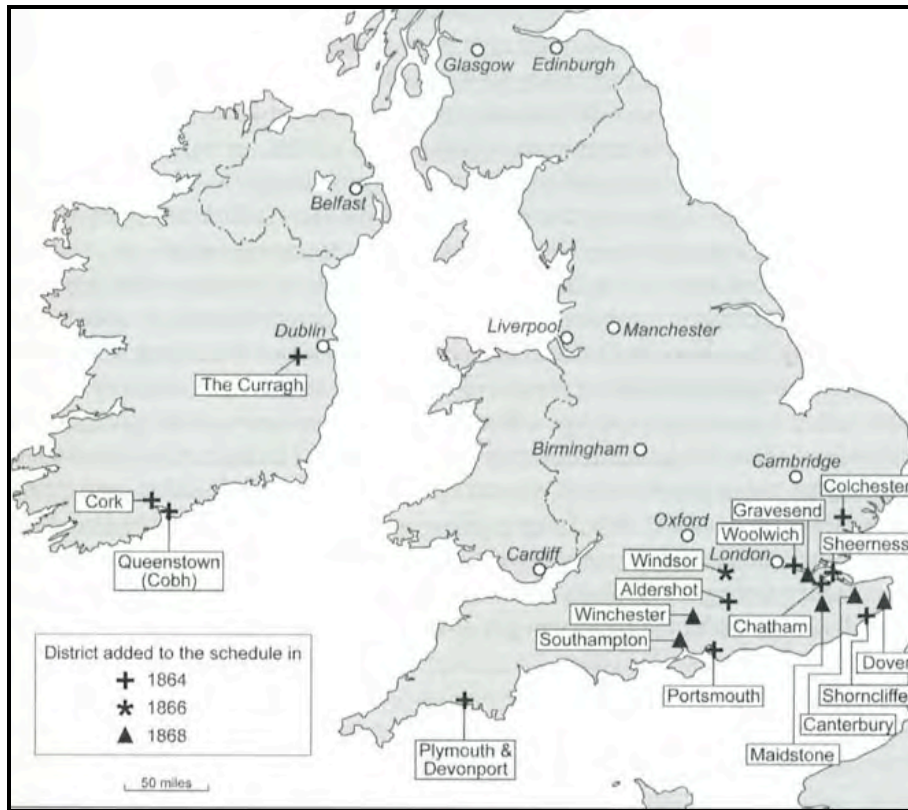 Glasgow
Edinburgh
Belfast
Dublin
The Curragh
Liverpool
Manchester
Birmingham
Cambridge
Colchester
Gravesend
Oxford
Woolwich
Sheerness
Cork
Queenstown
(Cobh)
Cardiff
Windsor
London
Aldershot
Winchester
Chatham
Southampton
Dover
Portsmouth
Shorncliffe
Canterbury
Maidstone
Plymouth &
Devonport
District added to the schedule in
1864
1866
1868
50 miles